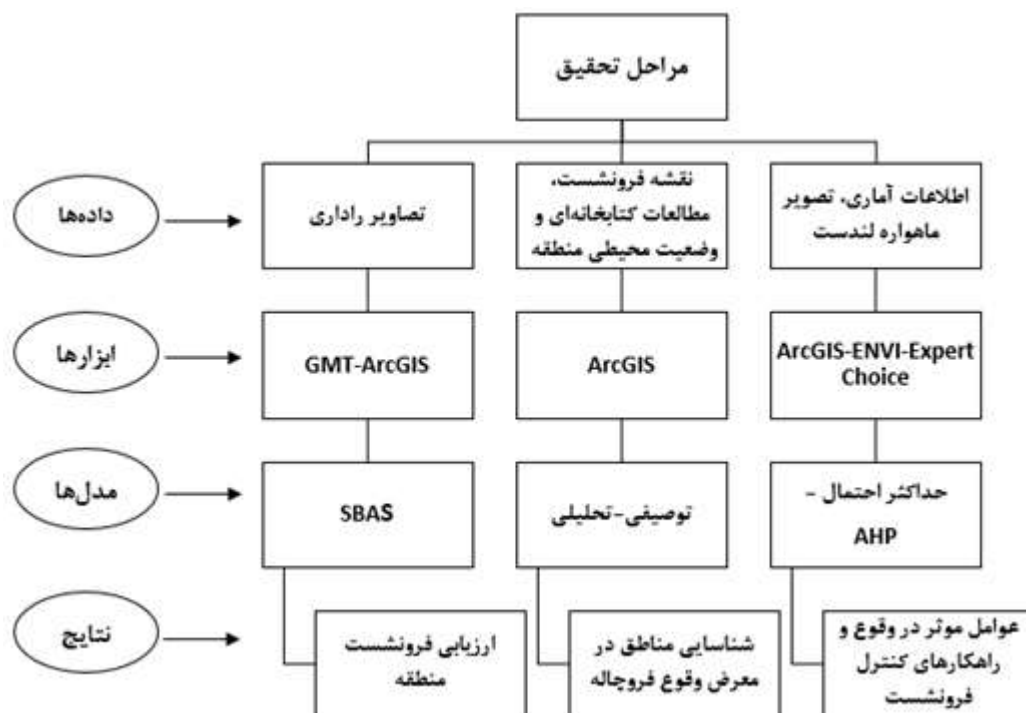 مراحل تحقیق
داده‌ها
تصاویر راداری
نقشه فرونشست،
مطالعات کتابخانه‌ای و
وضعیت محیطی منطقه
اطلاعات آماری، تصویر
ماهواره لندست
ابزارها
GMT-ArcGIS
ArcGIS
ArcGIS-ENVI-Expert
Choice
مدل‌ها
SBAS
توصیفی-تحلیلی
حداکثر احتمال -
AHP
نتایج
ارزیابی فرونشست
منطقه
شناسایی مناطق در
معرض وقوع فروچاله
عوامل موثر در وقوع و
راهکارهای کنترل
فرونشست